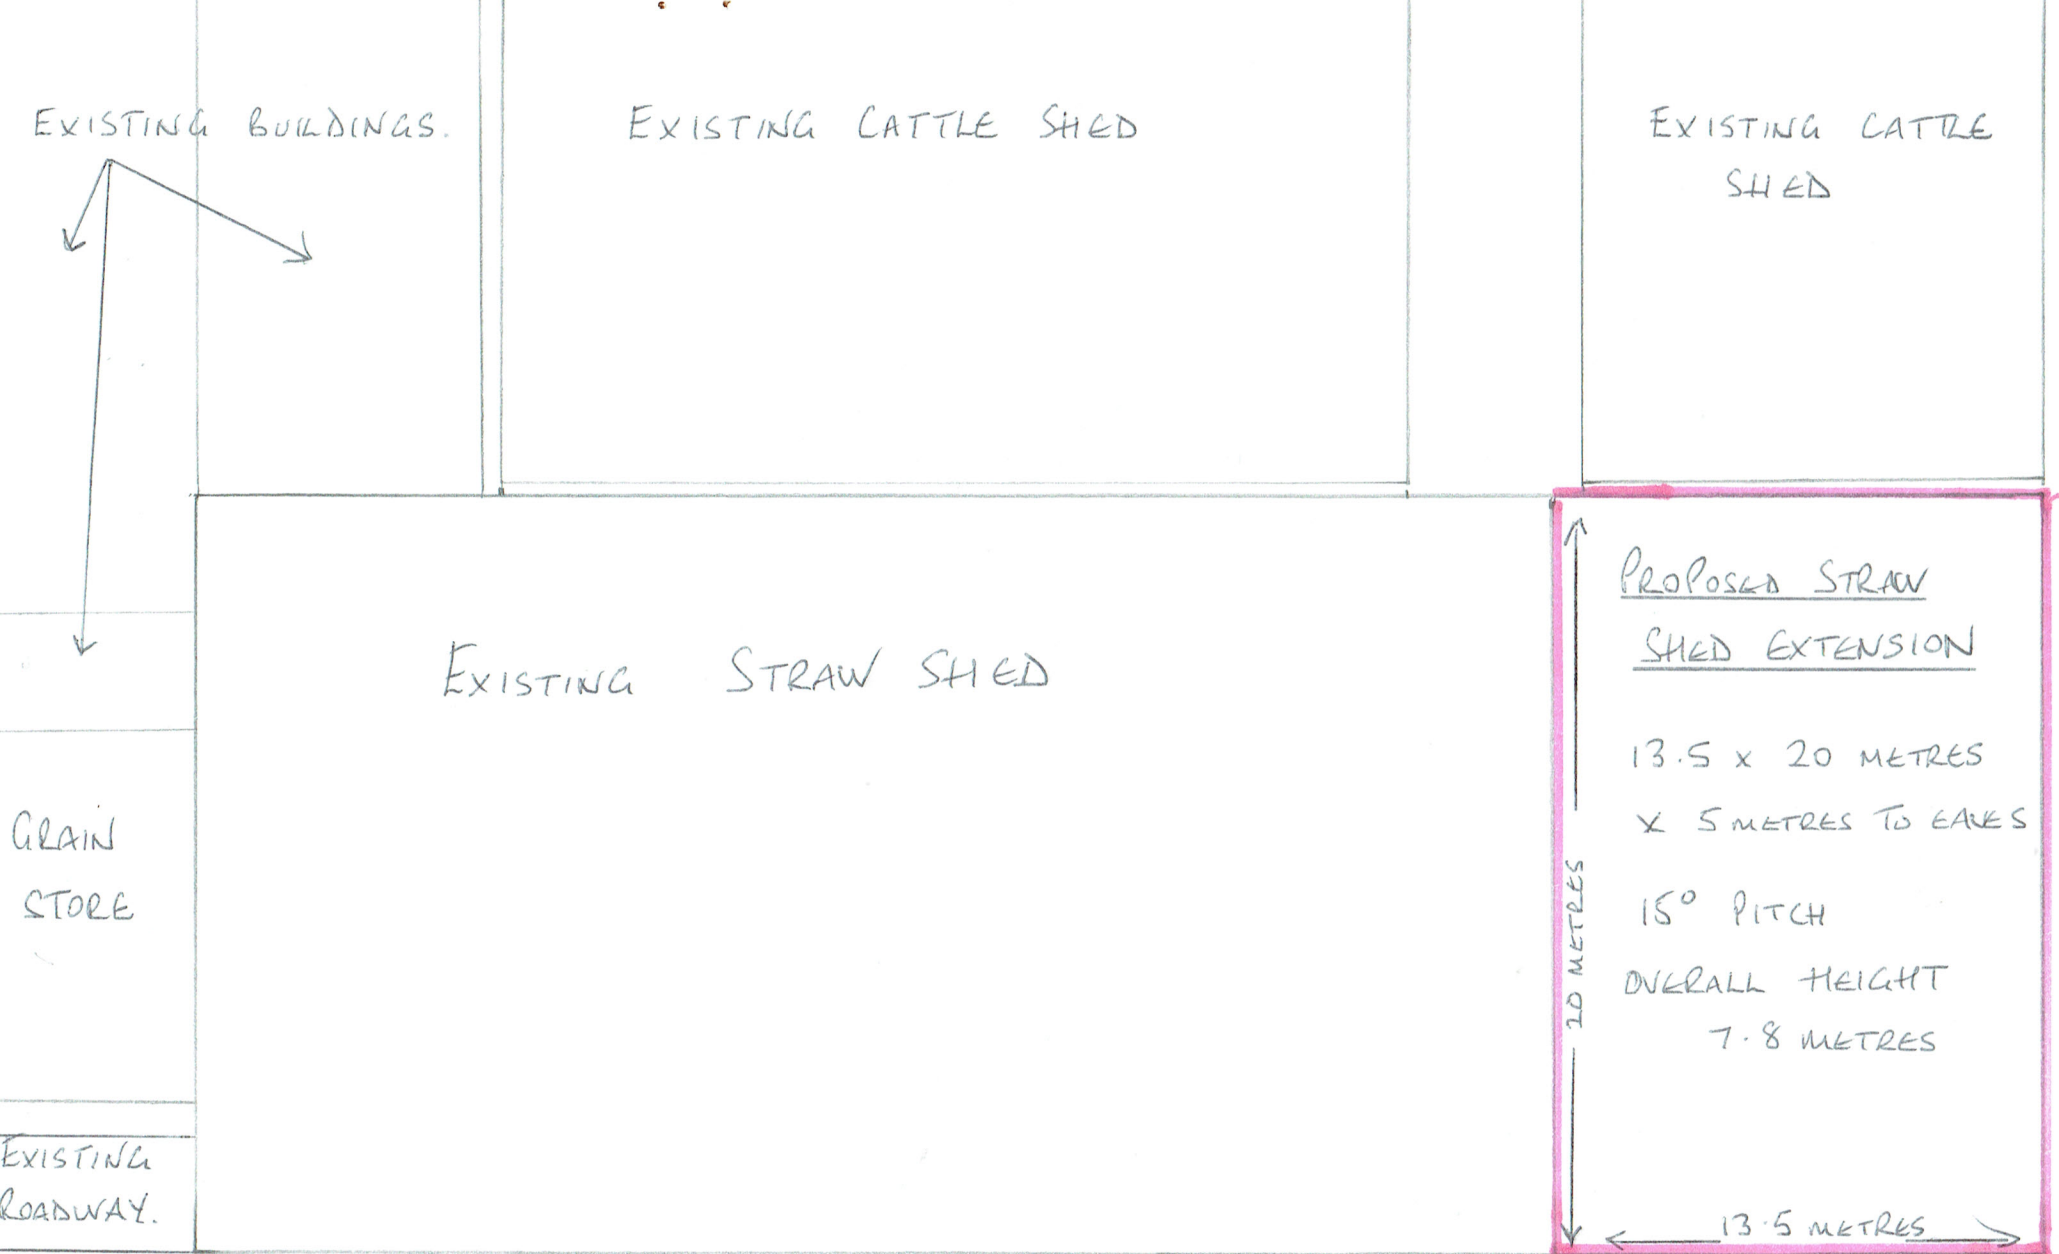 EXISTING BUILDINGS.
EXISTING CATTLE SHED
EXISTING CATTLE
SHED
EXISTING STRAW SHED
PROPOSED STRAW
SHED EXTENSION
13.5 x 20 METRES
x 5 METRES TO EAVES
15° PITCH
OVERALL HEIGHT
7.8 METRES
20 METRES
13.5 METRES
GRAIN
STORE
EXISTING
ROADWAY.